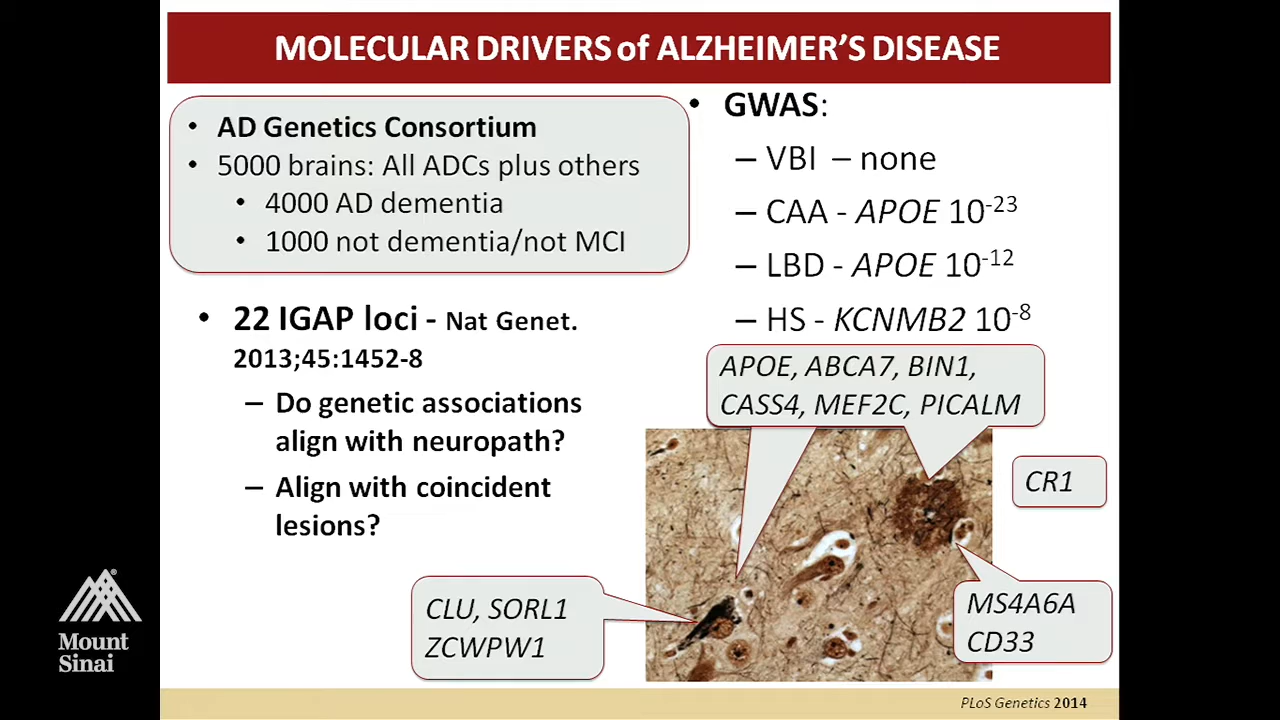 MOLECULAR DRIVERS of ALZHEIMER'S DISEASE
• AD Genetics Consortium
• 5000 brains: All ADCs plus others
• 4000 AD dementia
• 1000 not dementia/not MCI
• 22 IGAP loci - Nat Genet.
2013;45:1452-8
– Do genetic associations
align with neuropath?
– Align with coincident
lesions?
• GWAS:
– VBI – none
– CAA - APOE 10⁻²³
– LBD - APOE 10⁻¹²
– HS - KCNMB2 10⁻⁸
APOE, ABCA7, BIN1,
CASS4, MEF2C, PICALM
CR1
CLU, SORL1
ZCWPW1
MS4A6A
CD33
Mount
Sinai
PLoS Genetics 2014